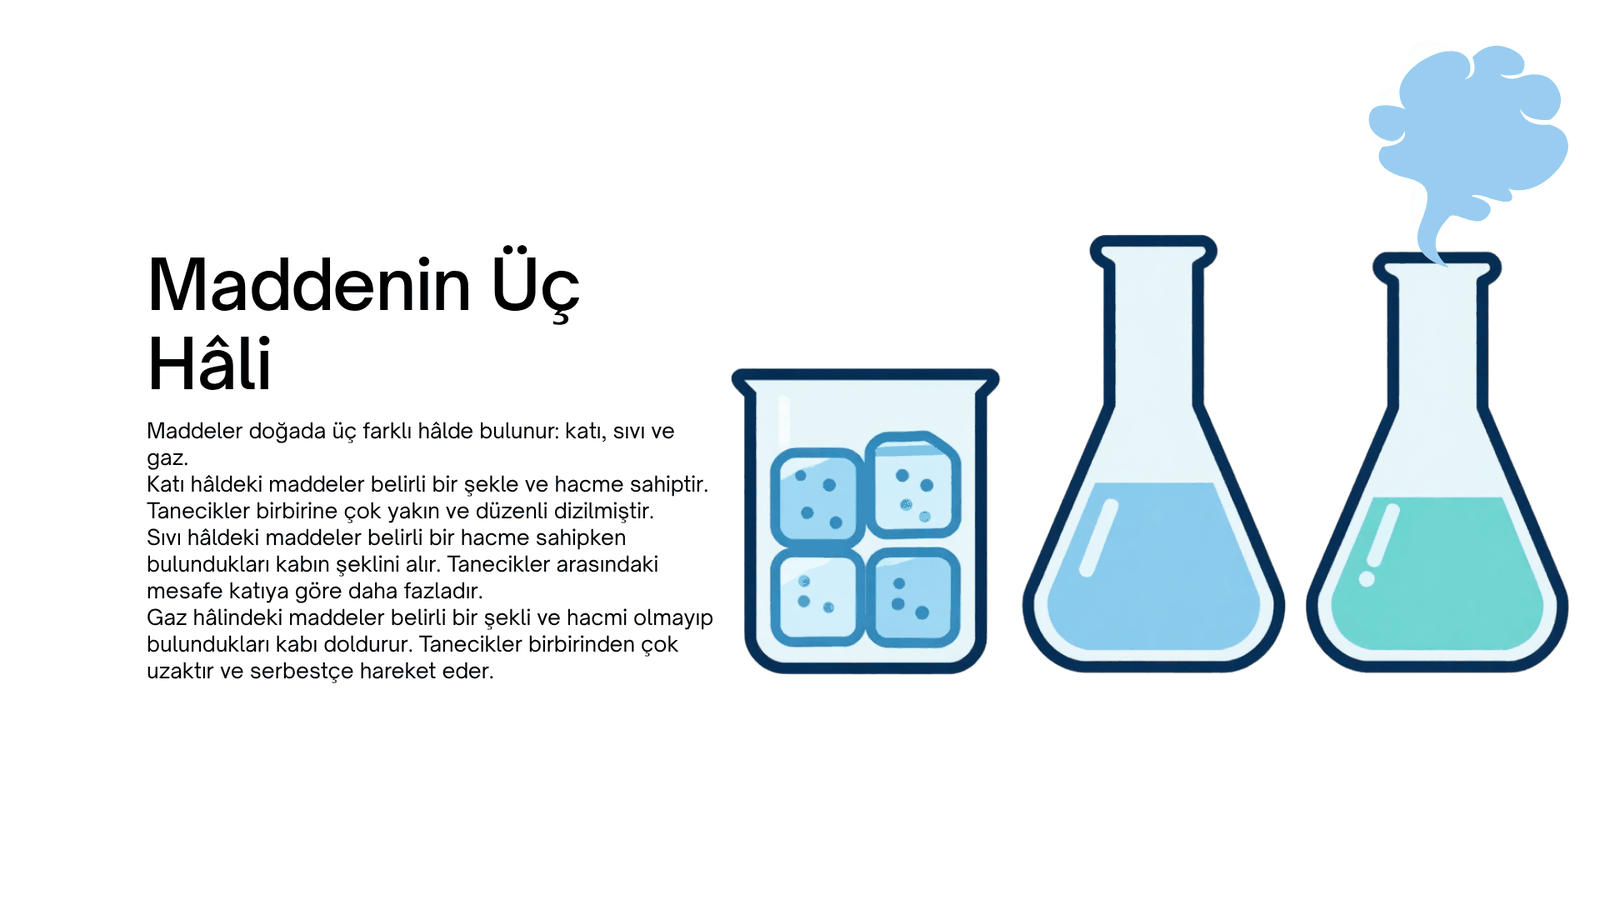 Maddenin Üç
Hâli
Maddeler doğada üç farklı hâlde bulunur: katı, sıvı ve
gaz.
Katı hâldeki maddeler belirli bir şekle ve hacme sahiptir.
Tanecikler birbirine çok yakın ve düzenli dizilmiştir.
Sıvı hâldeki maddeler belirli bir hacme sahipken
bulundukları kabın şeklini alır. Tanecikler arasındaki
mesafe katıya göre daha fazladır.
Gaz hâlindeki maddeler belirli bir şekli ve hacmi olmayıp
bulundukları kabı doldurur. Tanecikler birbirinden çok
uzaktır ve serbestçe hareket eder.